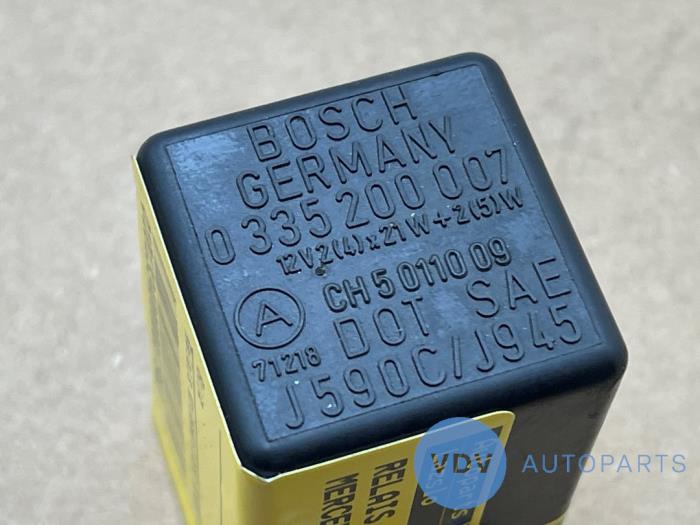 BOSCH
GERMANY
0 335 200 007
12V 2(4)x21W+2(5)W
CH 5 0110 09
A
71218
DOT SAE
J590C/J945
RELAIS
MERCE
VDV AUTOPARTS